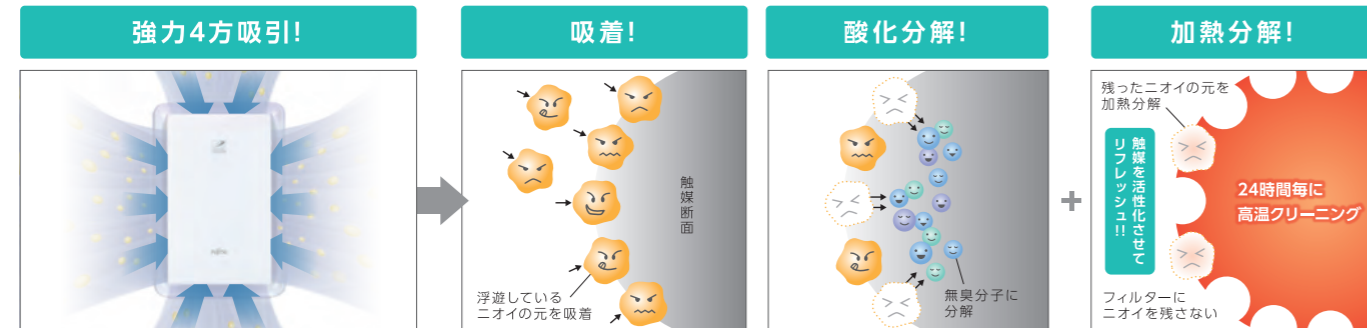 強力4方吸引!
吸着!
触媒断面
浮遊している
ニオイの元を吸着
酸化分解!
無臭分子に
分解
+
加熱分解!
残ったニオイの元を
加熱分解
触媒を活性化させて
リフレッシュ!!
24時間毎に
高温クリーニング
フィルターに
ニオイを残さない